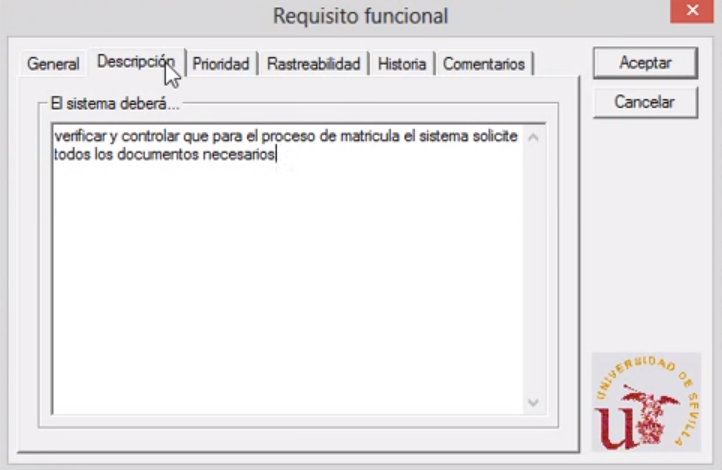 Requisito funcional
General Descripción Prioridad Rastreabilidad Historia Comentarios
Aceptar
Cancelar
El sistema deberá...
verificar y controlar que para el proceso de matricula el sistema solicite
todos los documentos necesarios
UNIVERSIDAD DE SEVILLA